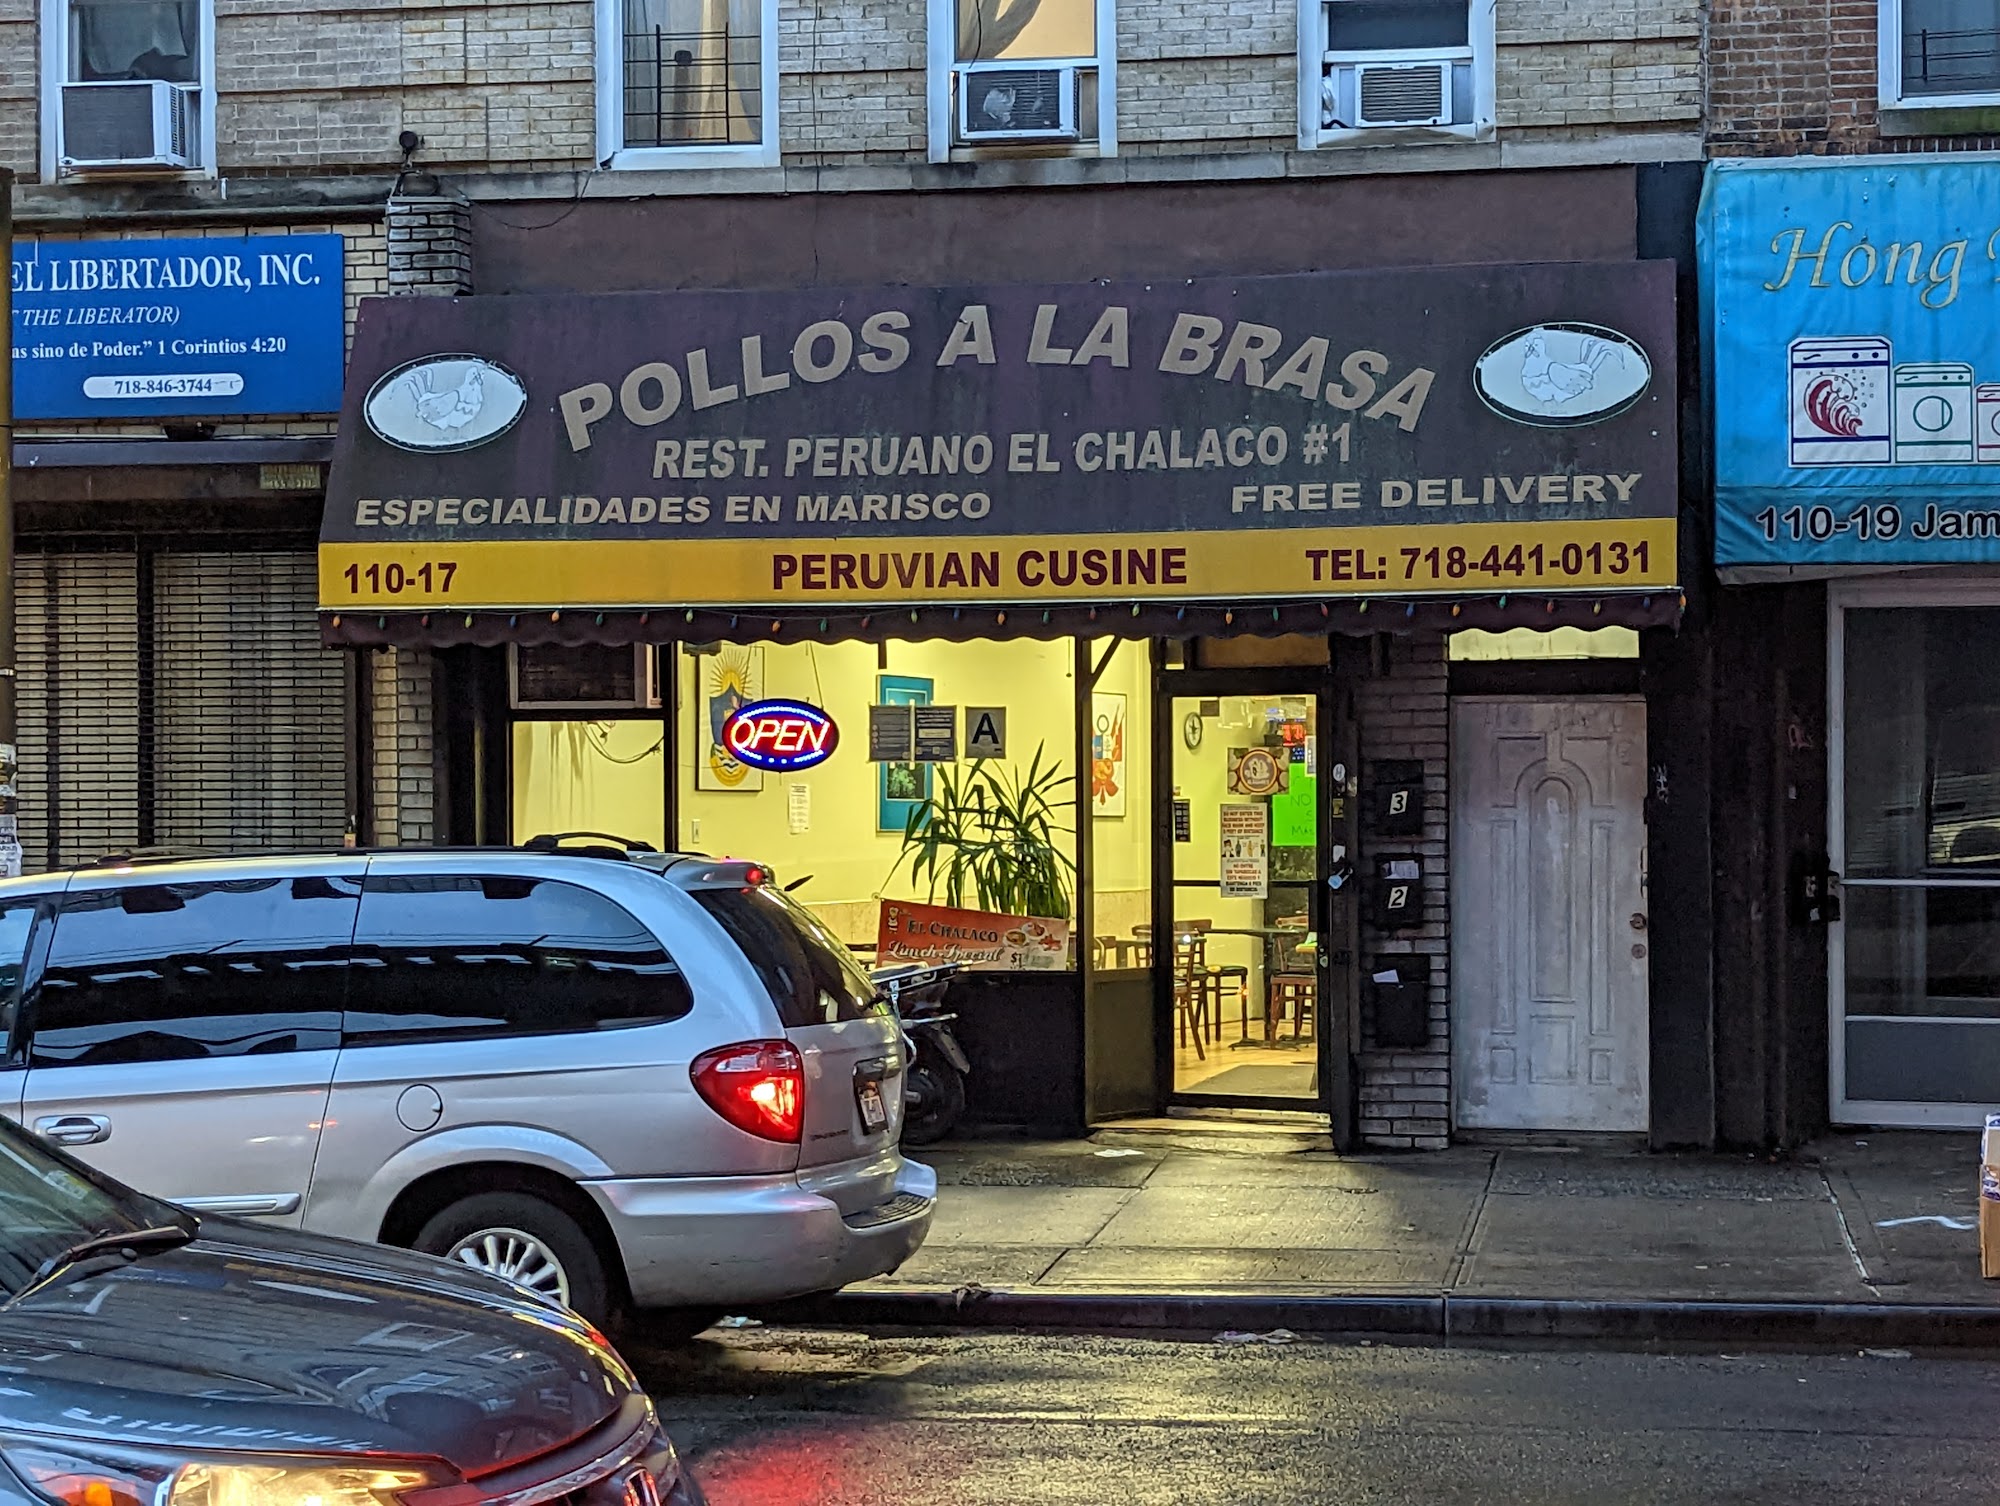 EL LIBERTADOR, INC.
THE LIBERATOR)
sino de Poder." 1 Corintios 4:20
718-846-3744
POLLOS A LA BRASA
REST. PERUANO EL CHALACO #1
ESPECIALIDADES EN MARISCO
FREE DELIVERY
110-17
PERUVIAN CUSINE
TEL: 718-441-0131
Hong
110-19 Jam
OPEN
A
EL CHALACO
Lunch Special
3
2